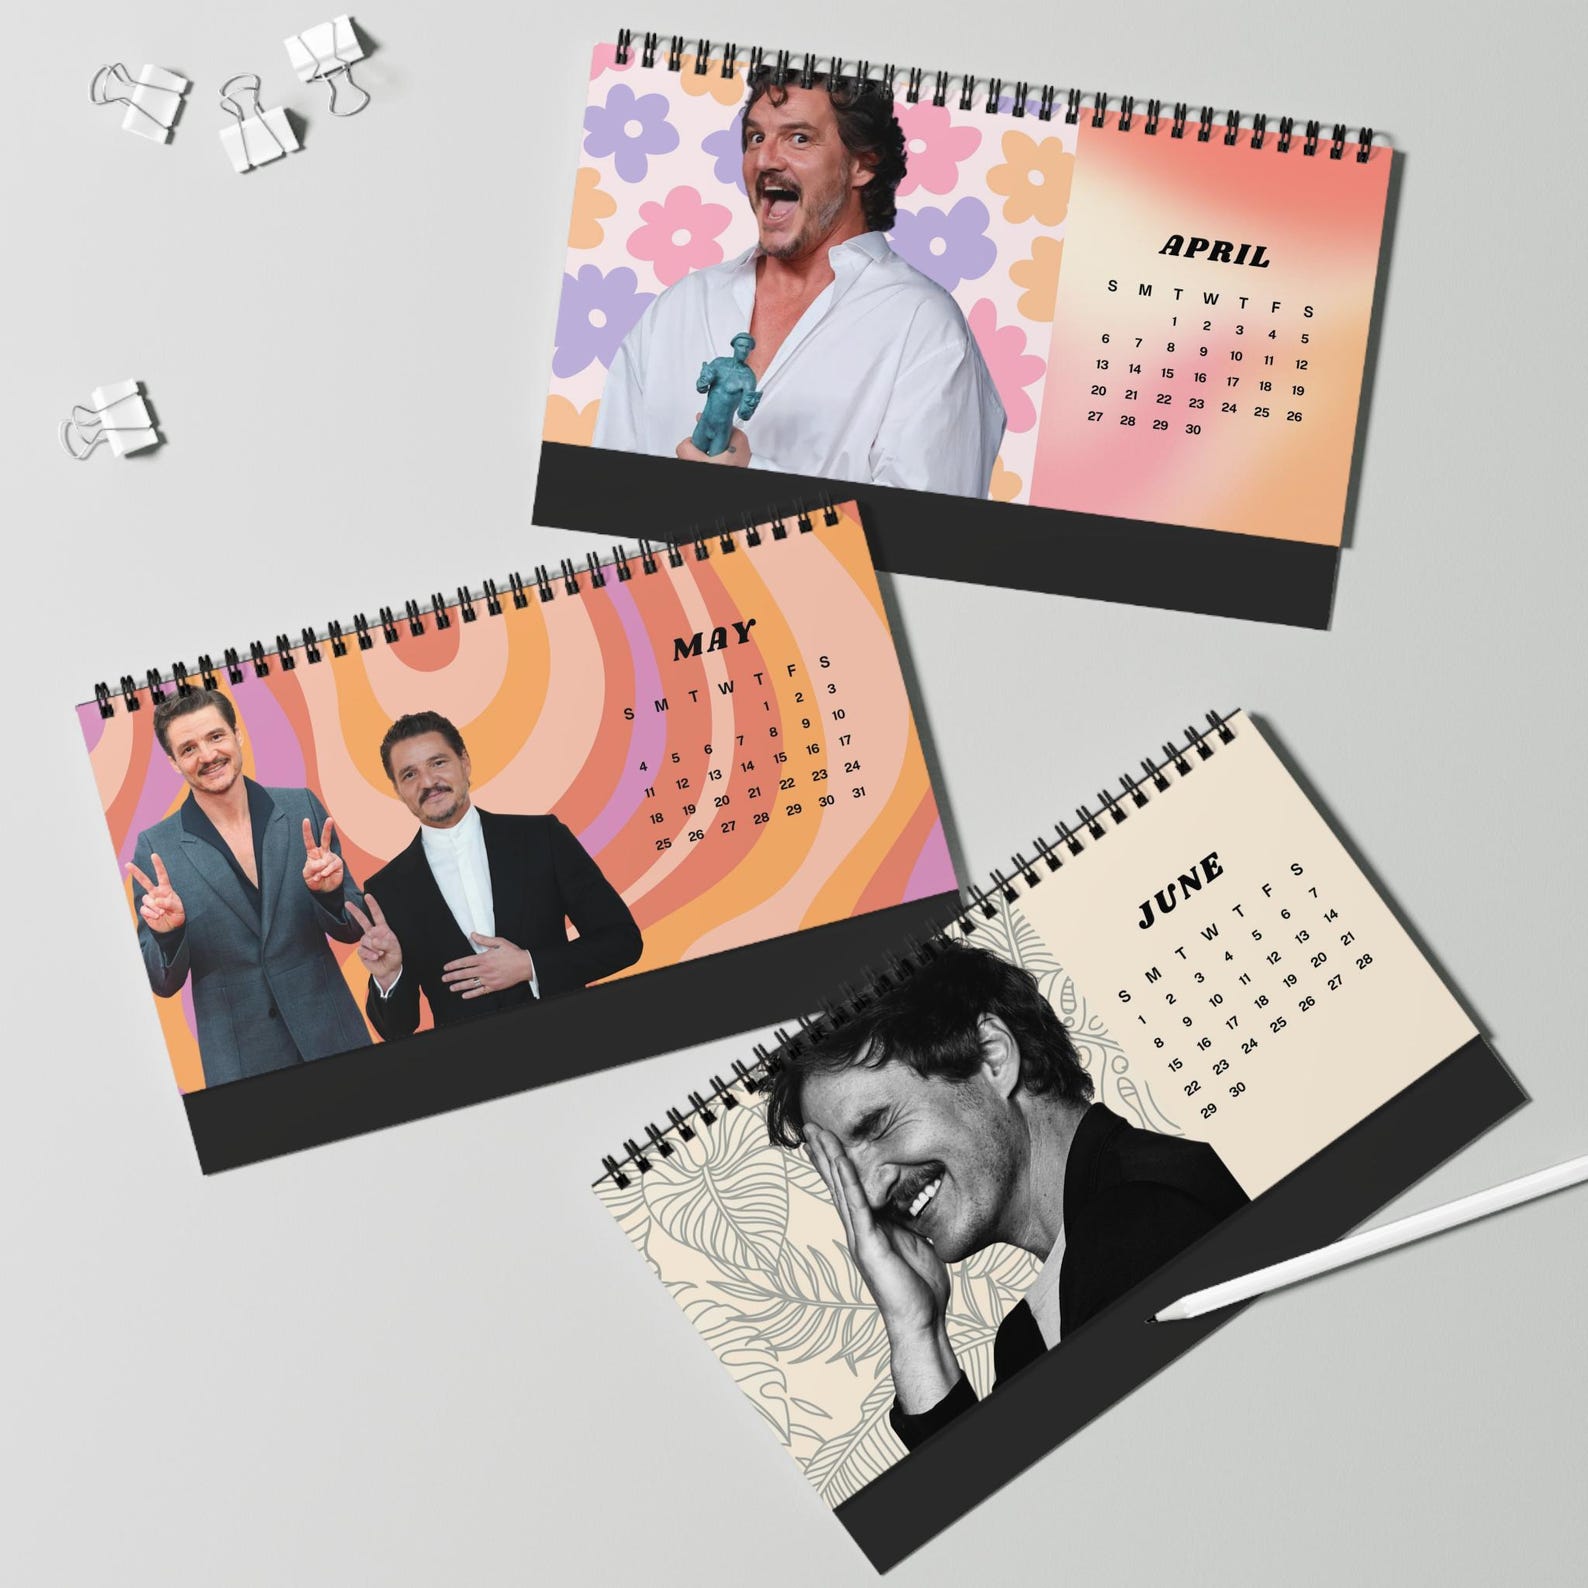 APRIL
S M T W T F S
1 2 3 4 5
6 7 8 9 10 11 12
13 14 15 16 17 18 19
20 21 22 23 24 25 26
27 28 29 30
MAY
S M T W T F S
1 2 3
4 5 6 7 8 9 10
11 12 13 14 15 16 17
18 19 20 21 22 23 24
25 26 27 28 29 30 31
JUNE
S M T W T F S
1 2 3 4 5 6 7
8 9 10 11 12 13 14
15 16 17 18 19 20 21
22 23 24 25 26 27 28
29 30